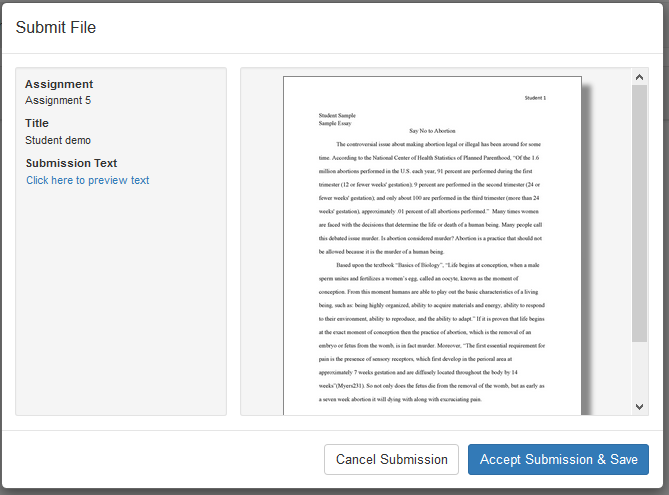 Submit File
Assignment
Assignment 5
Title
Student demo
Submission Text
Click here to preview text
Student 1
Student Sample
Sample Essay
Say No to Abortion
The controversial issue about making abortion legal or illegal has been around for some
time. According to the National Center of Health Statistics of Planned Parenthood, “Of the 1.6
million abortions performed in the U.S. each year, 91 percent are performed during the first
trimester (12 or fewer weeks' gestation), 9 percent are performed in the second trimester (24 or
fewer weeks' gestation), and only about 100 are performed in the third trimester (more than 24
weeks' gestation), approximately .01 percent of all abortions performed.” Many times women
are faced with the decisions that determine the life or death of a human being. Many people call
this debated issue murder. Is abortion considered murder? Abortion is a practice that should not
be allowed because it is the murder of a human being.
Based upon the textbook “Basics of Biology”, “Life begins at conception, when a male
sperm unites and fertilizes a women’s egg, called an oocyte, known as the moment of
conception. From this moment humans are able to play out the basic characteristics of a living
being, such as: being highly organized, ability to acquire materials and energy, ability to respond
to their environment, ability to reproduce, and the ability to adapt.” If it is proven that life begins
at the exact moment of conception then the practice of abortion, which is the removal of an
embryo or fetus from the womb, is in fact murder. Moreover, “The first essential requirement for
pain is the presence of sensory receptors, which first develop in the perioral area at
approximately 7 weeks gestation and are diffusely located throughout the body by 14
weeks”(Myers231). So not only does the fetus die from the removal of the womb, but as early as
a seven week abortion it will dying with along with excruciating pain.
Cancel Submission
Accept Submission & Save